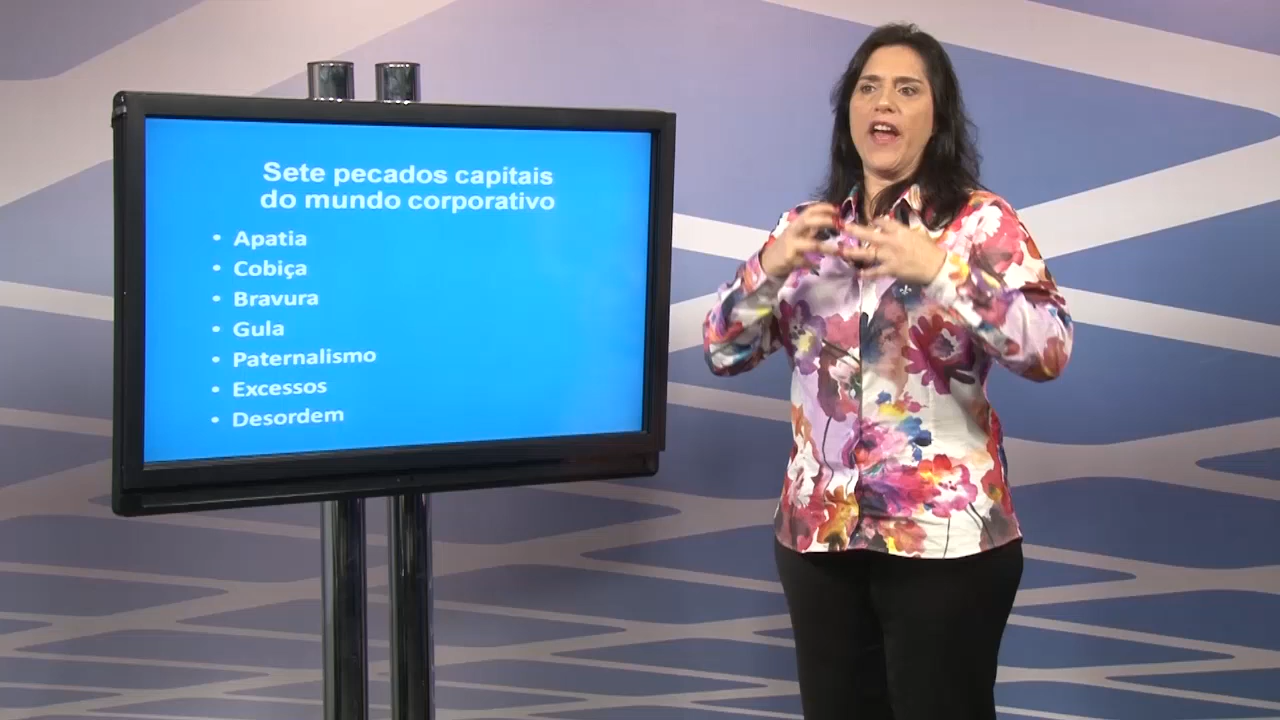 Sete pecados capitais
do mundo corporativo
• Apatia
• Cobiça
• Bravura
• Gula
• Paternalismo
• Excessos
• Desordem